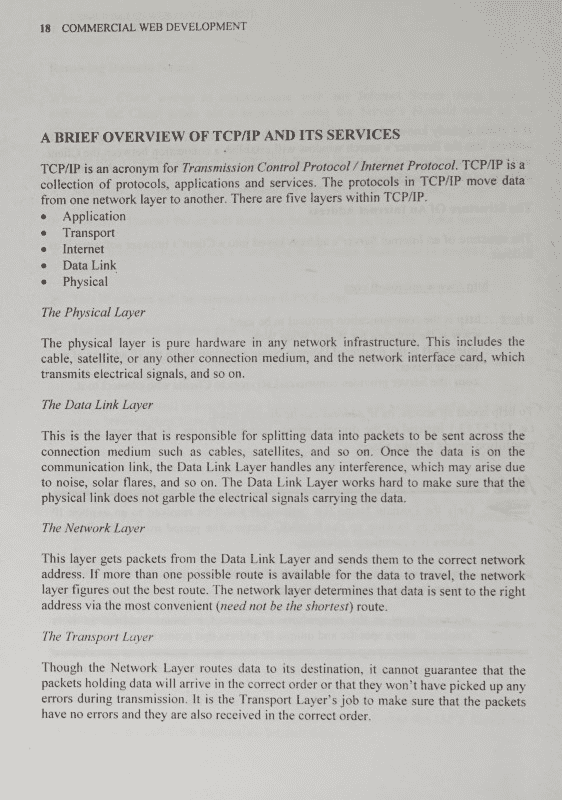 18 COMMERCIAL WEB DEVELOPMENT
A BRIEF OVERVIEW OF TCP/IP AND ITS SERVICES
TCP/IP is an acronym for Transmission Control Protocol / Internet Protocol. TCP/IP is a
collection of protocols, applications and services. The protocols in TCP/IP move data
from one network layer to another. There are five layers within TCP/IP.
• Application
• Transport
• Internet
• Data Link
• Physical
The Physical Layer
The physical layer is pure hardware in any network infrastructure. This includes the
cable, satellite, or any other connection medium, and the network interface card, which
transmits electrical signals, and so on.
The Data Link Layer
This is the layer that is responsible for splitting data into packets to be sent across the
connection medium such as cables, satellites, and so on. Once the data is on the
communication link, the Data Link Layer handles any interference, which may arise due
to noise, solar flares, and so on. The Data Link Layer works hard to make sure that the
physical link does not garble the electrical signals carrying the data.
The Network Layer
This layer gets packets from the Data Link Layer and sends them to the correct network
address. If more than one possible route is available for the data to travel, the network
layer figures out the best route. The network layer determines that data is sent to the right
address via the most convenient (need not be the shortest) route.
The Transport Layer
Though the Network Layer routes data to its destination, it cannot guarantee that the
packets holding data will arrive in the correct order or that they won't have picked up any
errors during transmission. It is the Transport Layer's job to make sure that the packets
have no errors and they are also received in the correct order.